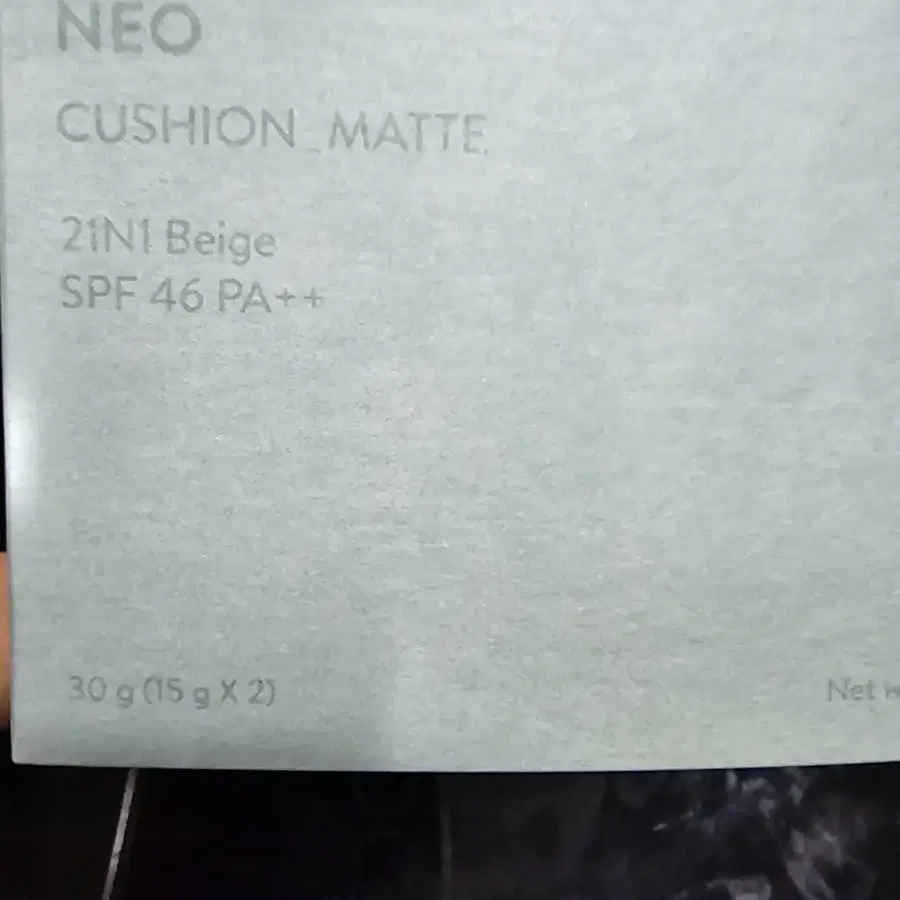 NEO
CUSHION_MATTE
21N1 Beige
SPF 46 PA++
30 g (15 g X 2)
Net